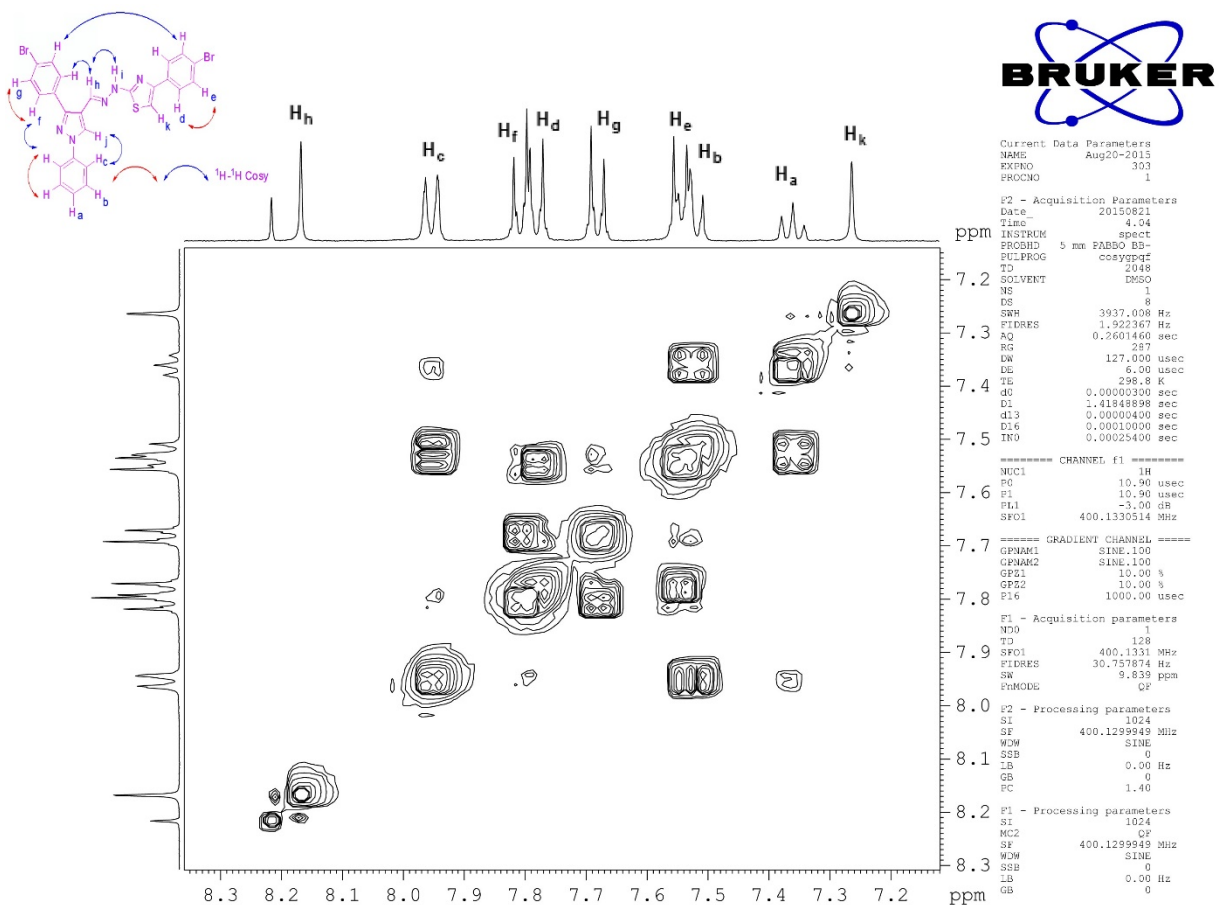 H
H
H
H
Br
Br
H
H
H
i
H
H
N
H
h
H
H
N
N
g
S
H
H
e
H
H
d
f
k
N
N
H
j
H
H
c
H
H
b
H
a
¹H-¹H Cosy
BRUKER
Hₕ
H_c
H_f
H_d
H_g
H_e
H_b
H_a
H_k
ppm
7.2
7.3
7.4
7.5
7.6
7.7
7.8
7.9
8.0
8.1
8.2
8.3
8.3 8.2 8.1 8.0 7.9 7.8 7.7 7.6 7.5 7.4 7.3 7.2 ppm
Current Data Parameters
NAME Aug20-2015
EXPNO 303
PROCNO 1
F2 - Acquisition Parameters
Date_ 20150821
Time 4.04
INSTRUM spect
PROBHD 5 mm PABBO BB-
PULPROG cosygpqf
TD 2048
SOLVENT DMSO
NS 1
DS 8
SWH 3937.008 Hz
FIDRES 1.922367 Hz
AQ 0.2601460 sec
RG 287
DW 127.000 usec
DE 6.00 usec
TE 298.8 K
d0 0.00000300 sec
D1 1.41848898 sec
d13 0.00000400 sec
D16 0.00010000 sec
IN0 0.00025400 sec
======== CHANNEL f1 ========
NUC1 1H
P0 10.90 usec
P1 10.90 usec
PL1 -3.00 dB
SFO1 400.1330514 MHz
====== GRADIENT CHANNEL =====
GPNAM1 SINE.100
GPNAM2 SINE.100
GPZ1 10.00 %
GPZ2 10.00 %
P16 1000.00 usec
F1 - Acquisition parameters
ND0 1
TD 128
SFO1 400.1331 MHz
FIDRES 30.757874 Hz
SW 9.839 ppm
FnMODE QF
F2 - Processing parameters
SI 1024
SF 400.1299949 MHz
WDW SINE
SSB 0
LB 0.00 Hz
GB 0
PC 1.40
F1 - Processing parameters
SI 1024
MC2 QF
SF 400.1299949 MHz
WDW SINE
SSB 0
LB 0.00 Hz
GB 0